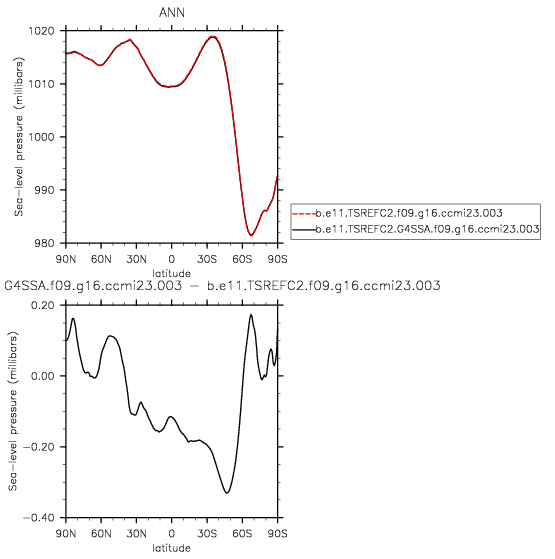 ANN
1020
1010
1000
990
980
Sea-level pressure (millibars)
90N 60N 30N 0 30S 60S 90S
latitude
b.e11.TSREFC2.f09.g16.ccmi23.003
b.e11.TSREFC2.G4SSA.f09.g16.ccmi23.003
G4SSA.f09.g16.ccmi23.003 - b.e11.TSREFC2.f09.g16.ccmi23.003
0.20
0.00
-0.20
-0.40
Sea-level pressure (millibars)
90N 60N 30N 0 30S 60S 90S
latitude